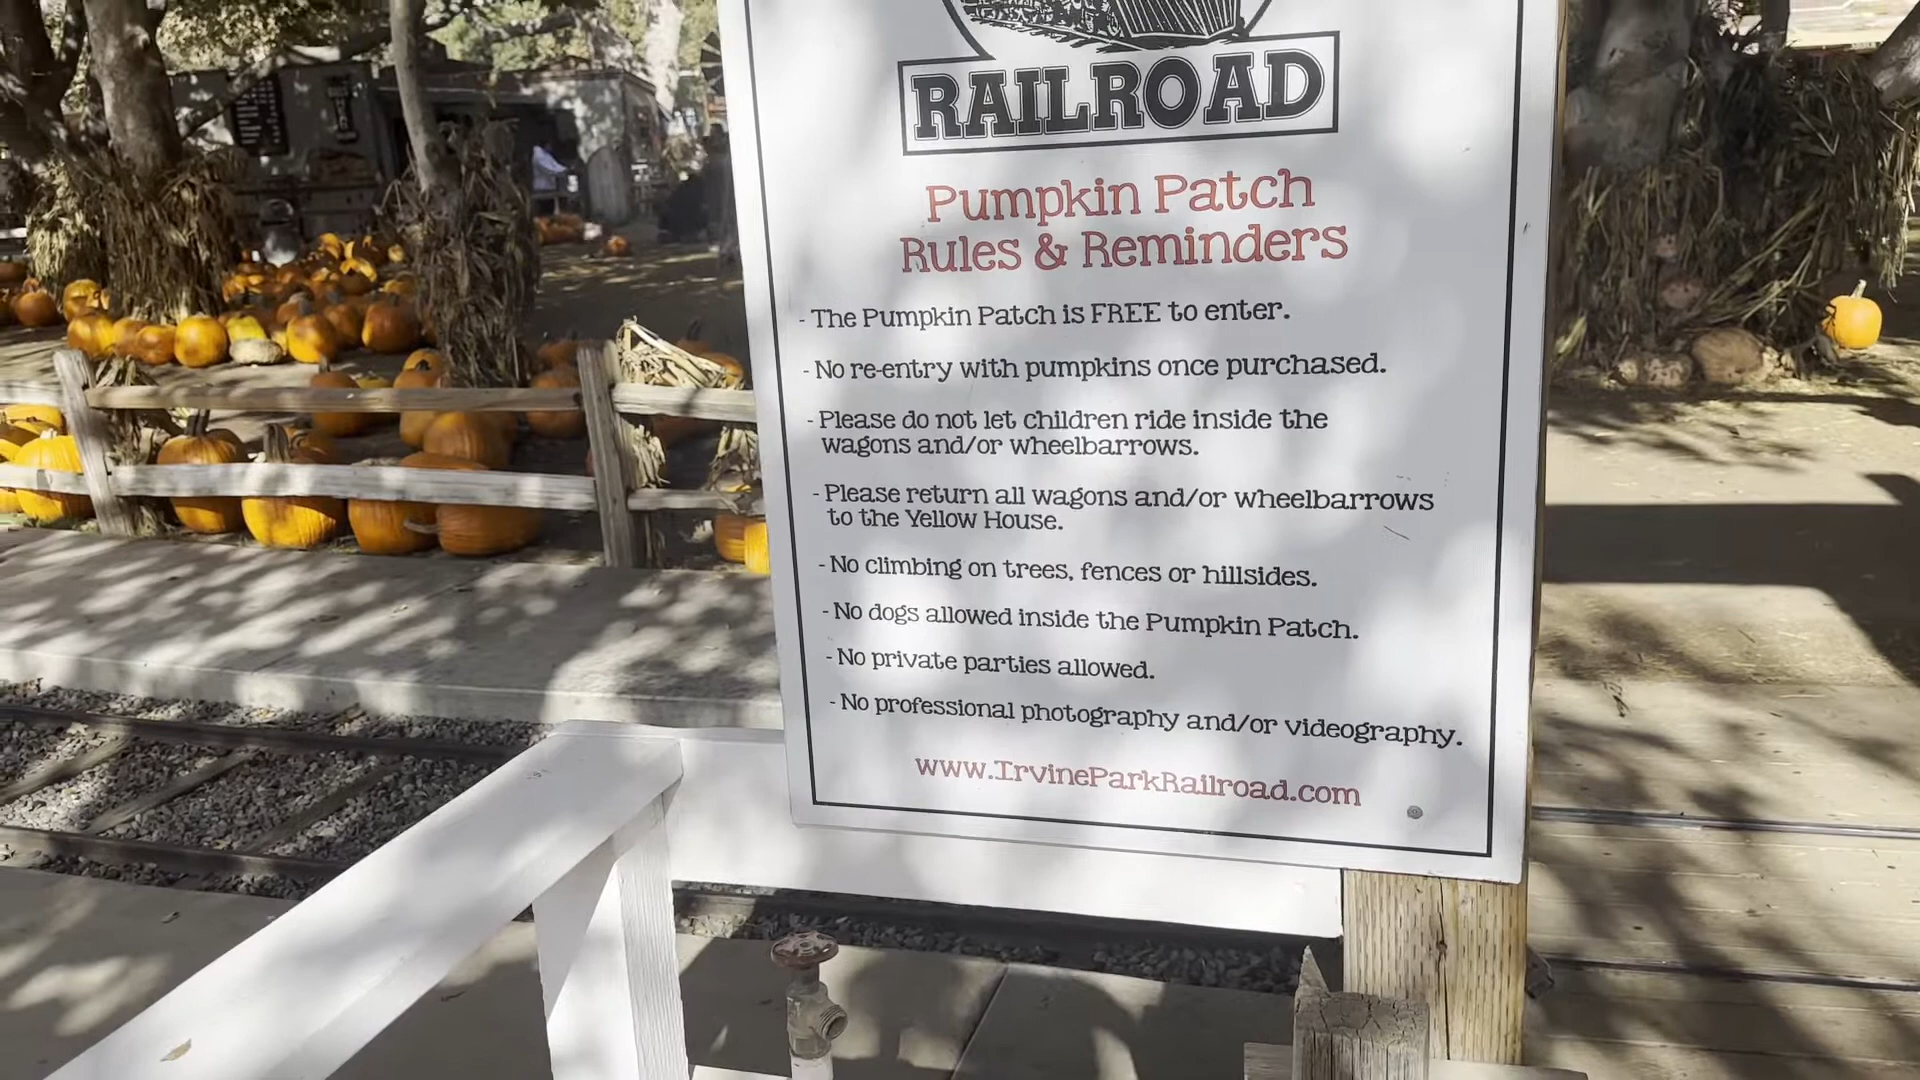 RAILROAD
Pumpkin Patch
Rules & Reminders
- The Pumpkin Patch is FREE to enter.
- No re-entry with pumpkins once purchased.
- Please do not let children ride inside the
wagons and/or wheelbarrows.
- Please return all wagons and/or wheelbarrows
to the Yellow House.
- No climbing on trees, fences or hillsides.
- No dogs allowed inside the Pumpkin Patch.
- No private parties allowed.
- No professional photography and/or videography.
www.IrvineParkRailroad.com